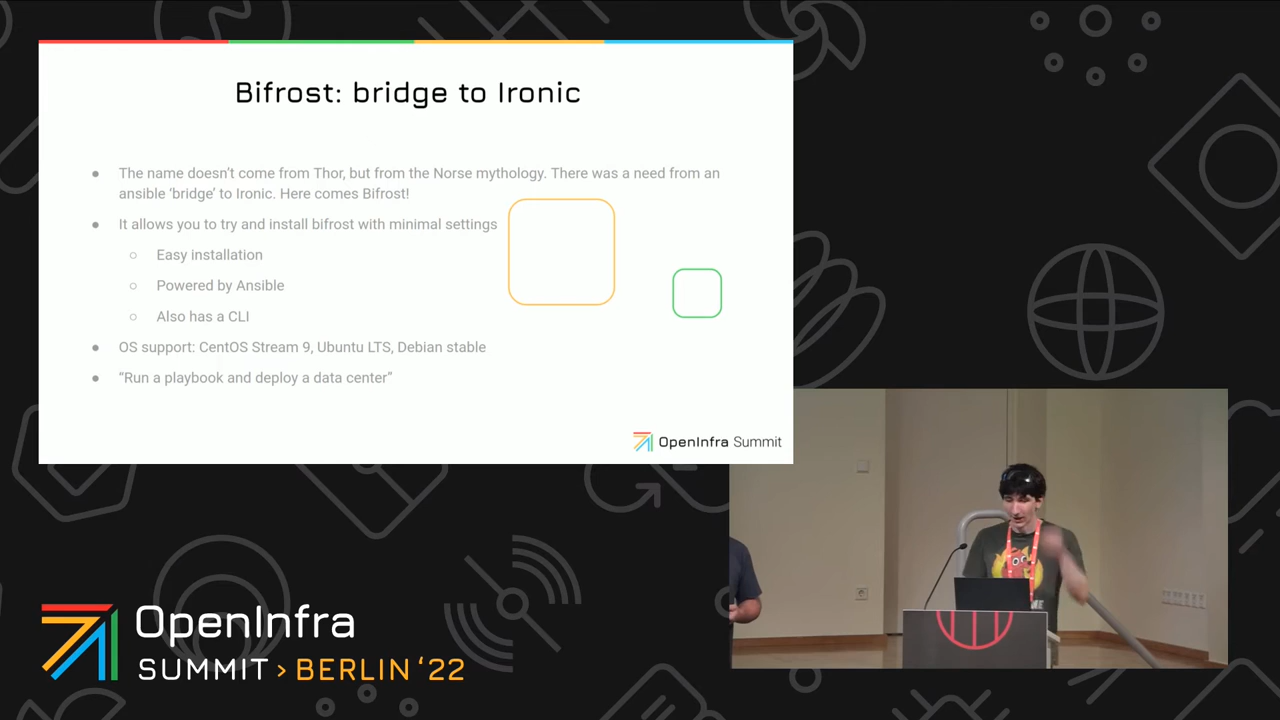 Bifrost: bridge to Ironic
● The name doesn't come from Thor, but from the Norse mythology. There was a need from an
ansible ‘bridge’ to Ironic. Here comes Bifrost!
● It allows you to try and install bifrost with minimal settings
○ Easy installation
○ Powered by Ansible
○ Also has a CLI
● OS support: CentOS Stream 9, Ubuntu LTS, Debian stable
● “Run a playbook and deploy a data center”
OpenInfra Summit
OpenInfra
SUMMIT > BERLIN ‘22